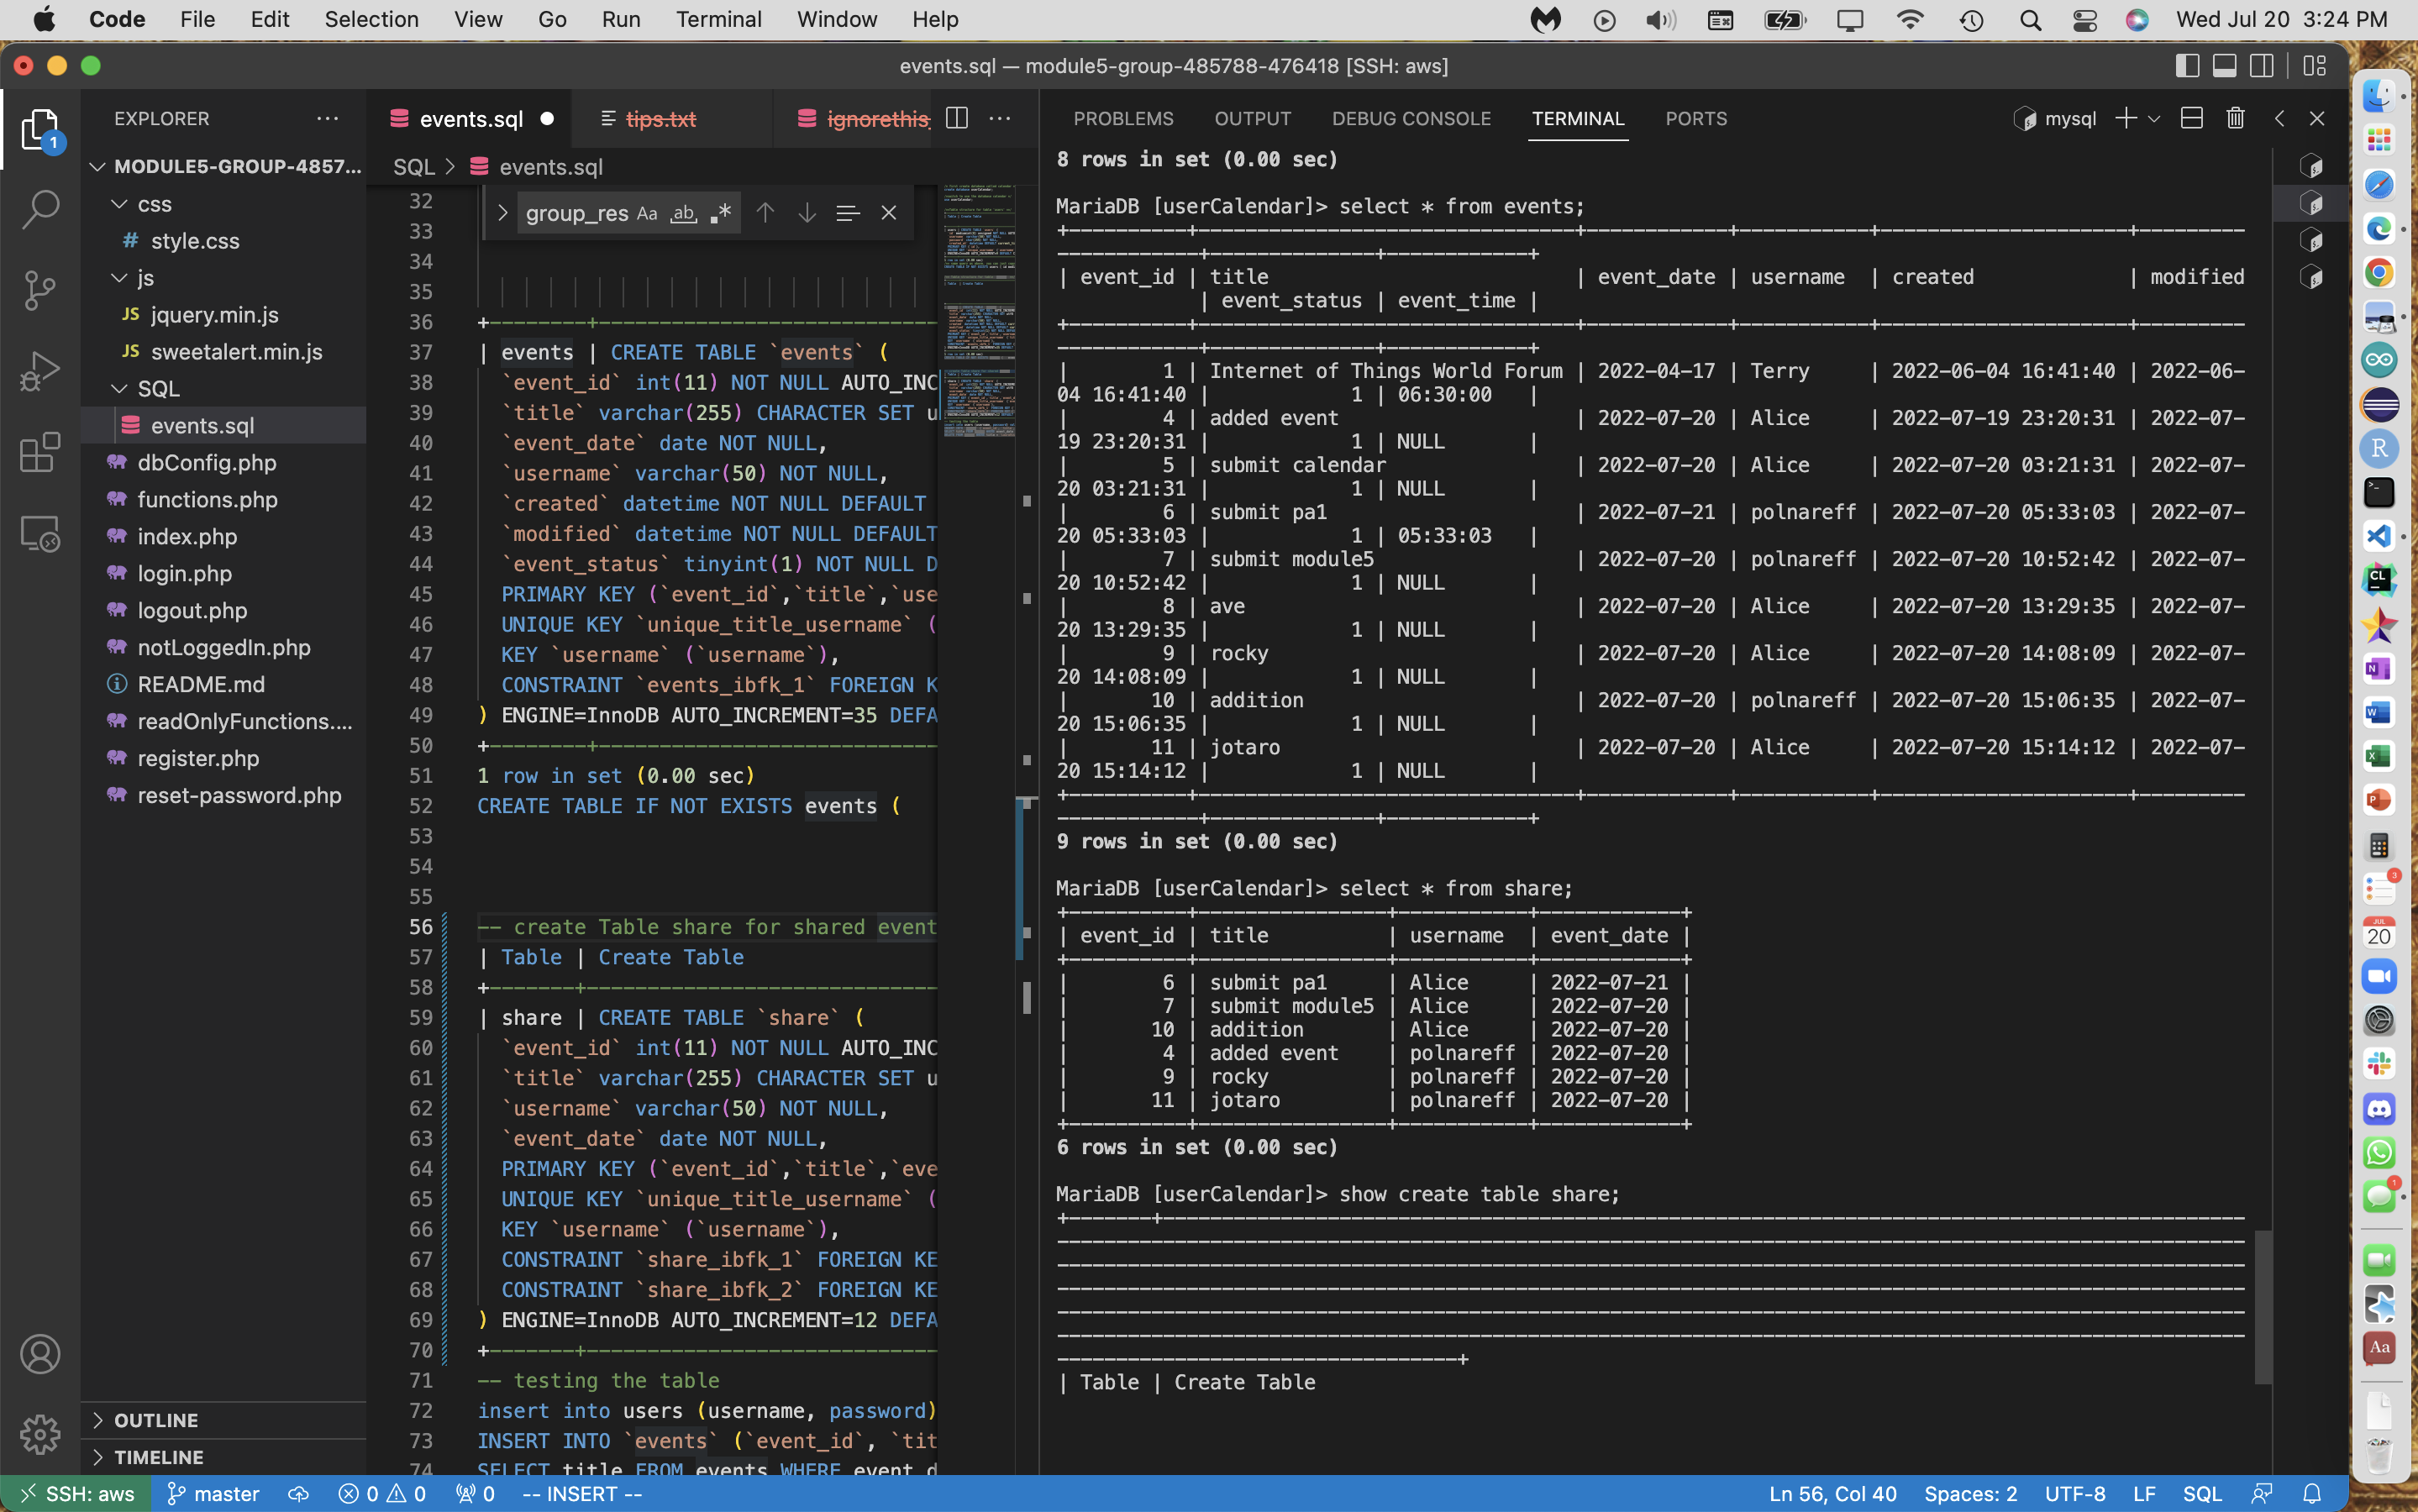 Code File Edit Selection View Go Run Terminal Window Help Wed Jul 20 3:24 PM
events.sql — module5-group-485788-476418 [SSH: aws]
EXPLORER
MODULE5-GROUP-4857...
css
# style.css
js
JS jquery.min.js
JS sweetalert.min.js
SQL
events.sql
dbConfig.php
functions.php
index.php
login.php
logout.php
notLoggedIn.php
README.md
readOnlyFunctions....
register.php
reset-password.php
OUTLINE
TIMELINE
events.sql tips.txt ignorethis
SQL > events.sql
group_res Aa ab .*
32
33
34
35
36 +--------+-----------------------------
37 | events | CREATE TABLE `events` (
38 `event_id` int(11) NOT NULL AUTO_INC
39 `title` varchar(255) CHARACTER SET u
40 `event_date` date NOT NULL,
41 `username` varchar(50) NOT NULL,
42 `created` datetime NOT NULL DEFAULT
43 `modified` datetime NOT NULL DEFAULT
44 `event_status` tinyint(1) NOT NULL D
45 PRIMARY KEY (`event_id`,`title`,`use
46 UNIQUE KEY `unique_title_username` (
47 KEY `username` (`username`),
48 CONSTRAINT `events_ibfk_1` FOREIGN K
49 ) ENGINE=InnoDB AUTO_INCREMENT=35 DEFA
50 +--------+-----------------------------
51 1 row in set (0.00 sec)
52 CREATE TABLE IF NOT EXISTS events (
53
54
55
56 -- create Table share for shared event
57 | Table | Create Table
58 +-------+------------------------------
59 | share | CREATE TABLE `share` (
60 `event_id` int(11) NOT NULL AUTO_INC
61 `title` varchar(255) CHARACTER SET u
62 `username` varchar(50) NOT NULL,
63 `event_date` date NOT NULL,
64 PRIMARY KEY (`event_id`,`title`,`eve
65 UNIQUE KEY `unique_title_username` (
66 KEY `username` (`username`),
67 CONSTRAINT `share_ibfk_1` FOREIGN KE
68 CONSTRAINT `share_ibfk_2` FOREIGN KE
69 ) ENGINE=InnoDB AUTO_INCREMENT=12 DEFA
70 +-------+------------------------------
71 -- testing the table
72 insert into users (username, password)
73 INSERT INTO `events` (`event_id`, `tit
74 SELECT title FROM events WHERE event_d
PROBLEMS OUTPUT DEBUG CONSOLE TERMINAL PORTS mysql
8 rows in set (0.00 sec)
MariaDB [userCalendar]> select * from events;
| event_id | title | event_date | username | created | modified
| event_status | event_time |
| 1 | Internet of Things World Forum | 2022-04-17 | Terry | 2022-06-04 16:41:40 | 2022-06-
04 16:41:40 | 1 | 06:30:00 |
| 4 | added event | 2022-07-20 | Alice | 2022-07-19 23:20:31 | 2022-07-
19 23:20:31 | 1 | NULL |
| 5 | submit calendar | 2022-07-20 | Alice | 2022-07-20 03:21:31 | 2022-07-
20 03:21:31 | 1 | NULL |
| 6 | submit pa1 | 2022-07-21 | polnareff | 2022-07-20 05:33:03 | 2022-07-
20 05:33:03 | 1 | 05:33:03 |
| 7 | submit module5 | 2022-07-20 | polnareff | 2022-07-20 10:52:42 | 2022-07-
20 10:52:42 | 1 | NULL |
| 8 | ave | 2022-07-20 | Alice | 2022-07-20 13:29:35 | 2022-07-
20 13:29:35 | 1 | NULL |
| 9 | rocky | 2022-07-20 | Alice | 2022-07-20 14:08:09 | 2022-07-
20 14:08:09 | 1 | NULL |
| 10 | addition | 2022-07-20 | polnareff | 2022-07-20 15:06:35 | 2022-07-
20 15:06:35 | 1 | NULL |
| 11 | jotaro | 2022-07-20 | Alice | 2022-07-20 15:14:12 | 2022-07-
20 15:14:12 | 1 | NULL |
9 rows in set (0.00 sec)
MariaDB [userCalendar]> select * from share;
| event_id | title | username | event_date |
| 6 | submit pa1 | Alice | 2022-07-21 |
| 7 | submit module5 | Alice | 2022-07-20 |
| 10 | addition | Alice | 2022-07-20 |
| 4 | added event | polnareff | 2022-07-20 |
| 9 | rocky | polnareff | 2022-07-20 |
| 11 | jotaro | polnareff | 2022-07-20 |
6 rows in set (0.00 sec)
MariaDB [userCalendar]> show create table share;
| Table | Create Table
SSH: aws master 0 0 0 -- INSERT -- Ln 56, Col 40 Spaces: 2 UTF-8 LF SQL